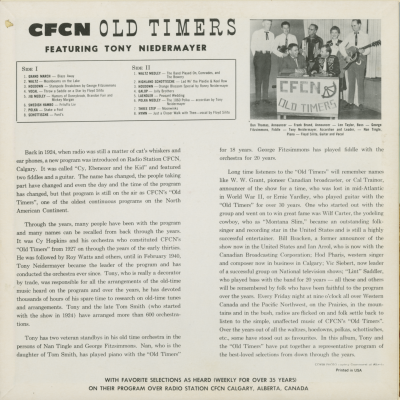 CFCN OLD TIMERS
FEATURING TONY NIEDERMAYER
Side I
Side II
CFCN
OLD TIMERS
Back in 1924, when radio was still a matter of cat's whiskers and
ear phones, a new program was introduced on Radio Station CFCN,
Calgary. It was called "Cy, Ebenezer and the Kid" and featured
two fiddles and a guitar. The name has changed, the people taking
part have changed and even the day and the time of the program
has changed, but that program is still on the air as CFCN's "Old
Timers", one of the oldest continuous programs on the North
American Continent.
Through the years, many people have been with the program
and many names can be recalled from back through the years.
It was Cy Hopkins and his orchestra who constituted CFCN'S
"Old Timers" from 1927 on through the years of the early thirties.
He was followed by Roy Watts and others, until in February 1940,
Tony Niedermayer became the leader of the program and has
conducted the orchestra ever since. Tony, who is really a decorator
by trade, was responsible for all the arrangements of the old-time
music heard on the program and over the years, he has devoted
thousands of hours of his spare time to research on old-time tunes
and arrangements. Tony and the late Tom Smith (who started
with the show in 1924) have arranged more than 600 orchestra-
tions.
Tony has two veteran standbys in his old time orchestra in the
persons of Nan Tingle and George Fitzsimmons. Nan, who is the
daughter of Tom Smith, has played piano with the "Old Timers"
for 18 years. George Fitzsimmons has played fiddle with the
orchestra for 20 years.
Long time listeners to the "Old Timers" will remember names
like W. W. Grant, pioneer Canadian broadcaster, or Cal Trainor,
announcer of the show for a time, who was lost in mid-Atlantic
in World War II, or Ernie Yardley, who played guitar with the
"Old Timers" for over 30 years. One who started out with the
group and went on to win great fame was Wilf Carter, the yodeling
cowboy, who as "Montana Slim," became an outstanding folk-
singer and recording star in the United States and is still a highly
successful entertainer. Bill Bracken, a former announcer of the
show now in the United States and Jan Arnd, who is now with the
Canadian Broadcasting Corporation; Hod Pharis, western singer
and composer now in business in Calgary; Vic Siebert, now leader
of a successful group on National television shows; "Lint" Saddler,
who played bass with the band for 20 years — all these and others
will be remembered by folk who have been faithful to the program
over the years. Every Friday night at nine o'clock all over Western
Canada and the Pacific Northwest, on the Prairies, in the moun-
tains and in the bush, radios are flicked on and folk settle back to
listen to the simple, unaffected music of CFCN's "Old Timers".
Over the years out of all the waltzes, hoedowns, polkas, schottisches,
etc., some have stood out as favourites. In this album, Tony and
the "Old Timers" have put together a representative program of
the best-loved selections from down through the years.
Printed in USA
WITH FAVORITE SELECTIONS AS HEARD (WEEKLY FOR OVER 35 YEARS)
ON THEIR PROGRAM OVER RADIO STATION CFCN CALGARY, ALBERTA, CANADA